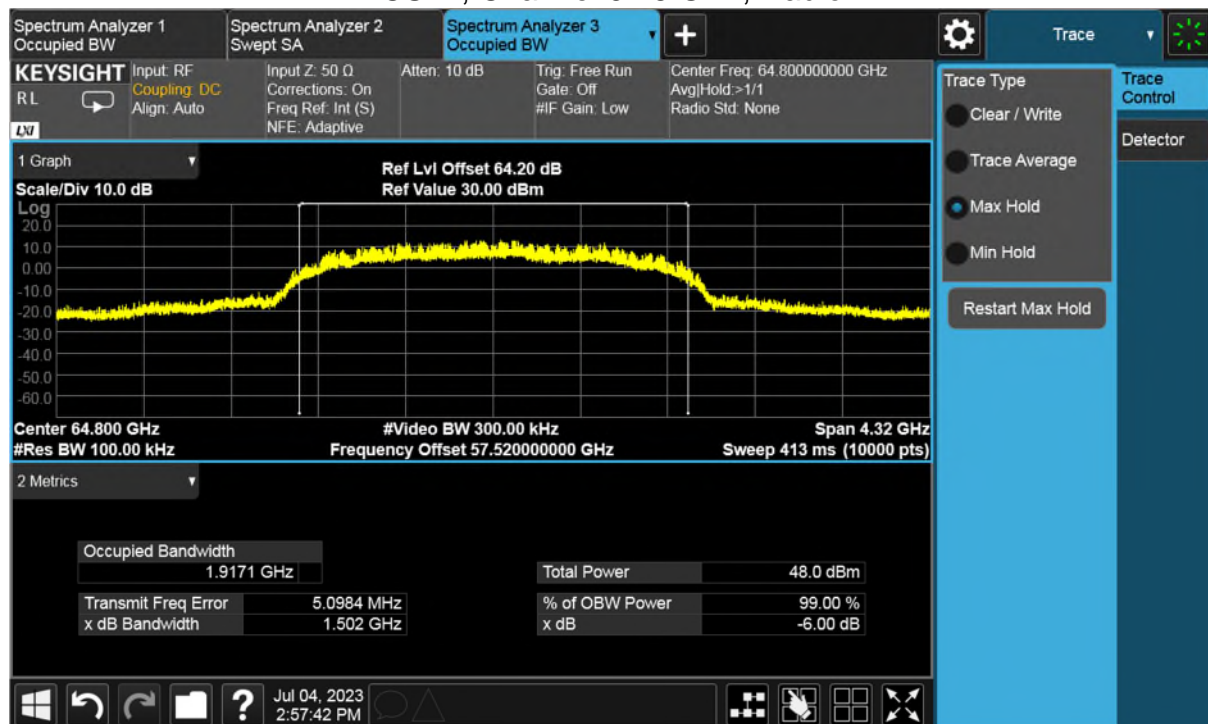 Spectrum Analyzer 1
Occupied BW
Spectrum Analyzer 2
Swept SA
Spectrum Analyzer 3
Occupied BW
Trace
KEYSIGHT
RL
LXI
Input: RF
Coupling: DC
Align: Auto
Input Z: 50 Ω
Corrections: On
Freq Ref: Int (S)
NFE: Adaptive
Atten: 10 dB
Trig: Free Run
Gate: Off
#IF Gain: Low
Center Freq: 64.800000000 GHz
Avg|Hold:>1/1
Radio Std: None
Trace Type
Clear / Write
Trace Average
Max Hold
Min Hold
Restart Max Hold
Trace
Control
Detector
1 Graph
Scale/Div 10.0 dB
Ref Lvl Offset 64.20 dB
Ref Value 30.00 dBm
Log
20.0
10.0
0.00
-10.0
-20.0
-30.0
-40.0
-50.0
-60.0
Center 64.800 GHz
#Video BW 300.00 kHz
Span 4.32 GHz
#Res BW 100.00 kHz
Frequency Offset 57.520000000 GHz
Sweep 413 ms (10000 pts)
2 Metrics
Occupied Bandwidth
1.9171 GHz
Total Power 48.0 dBm
Transmit Freq Error 5.0984 MHz
% of OBW Power 99.00 %
x dB Bandwidth 1.502 GHz
x dB -6.00 dB
?
Jul 04, 2023
2:57:42 PM